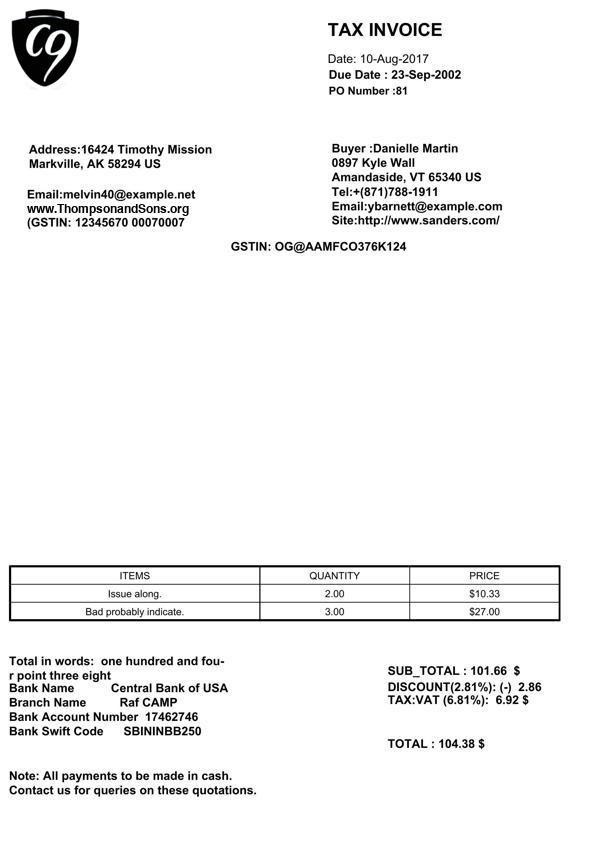 C9
TAX INVOICE
Date: 10-Aug-2017
Due Date : 23-Sep-2002
PO Number :81
Address:16424 Timothy Mission
Markville, AK 58294 US
Email:melvin40@example.net
www.ThompsonandSons.org
(GSTIN: 12345670 00070007
Buyer :Danielle Martin
0897 Kyle Wall
Amandaside, VT 65340 US
Tel:+(871)788-1911
Email:ybarnett@example.com
Site:http://www.sanders.com/
GSTIN: OG@AAMFCO376K124
ITEMS QUANTITY PRICE
Issue along. 2.00 $10.33
Bad probably indicate. 3.00 $27.00
Total in words: one hundred and fou-
r point three eight
Bank Name Central Bank of USA
Branch Name Raf CAMP
Bank Account Number 17462746
Bank Swift Code SBININBB250
SUB_TOTAL : 101.66 $
DISCOUNT(2.81%): (-) 2.86
TAX:VAT (6.81%): 6.92 $
TOTAL : 104.38 $
Note: All payments to be made in cash.
Contact us for queries on these quotations.